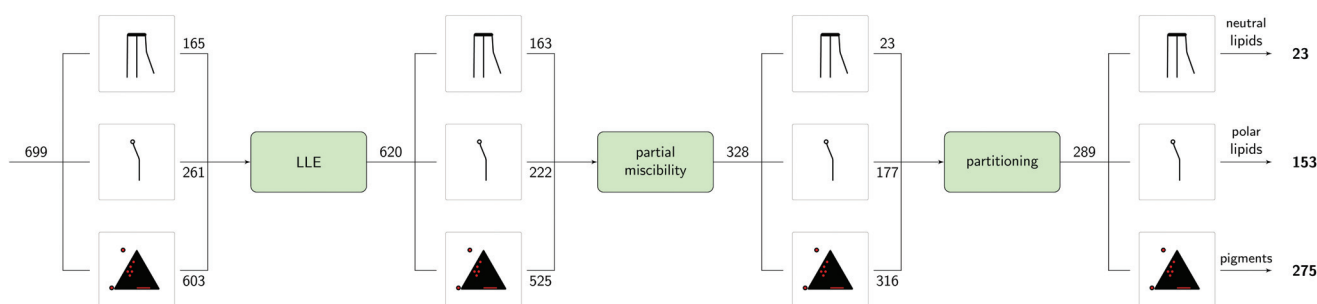 165
163
23
neutral
lipids
23
699
261
LLE
620
222
partial
miscibility
328
177
partitioning
289
polar
lipids
153
603
525
316
pigments
275